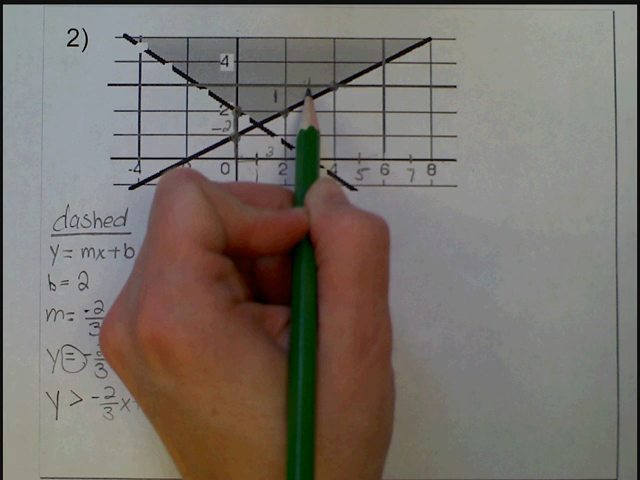 2)
4
1
2
-2
3
-4 0 2 4 5 6 7 8
dashed
y = mx+b
b = 2
m = -2/3
y =
y > -2/3 x